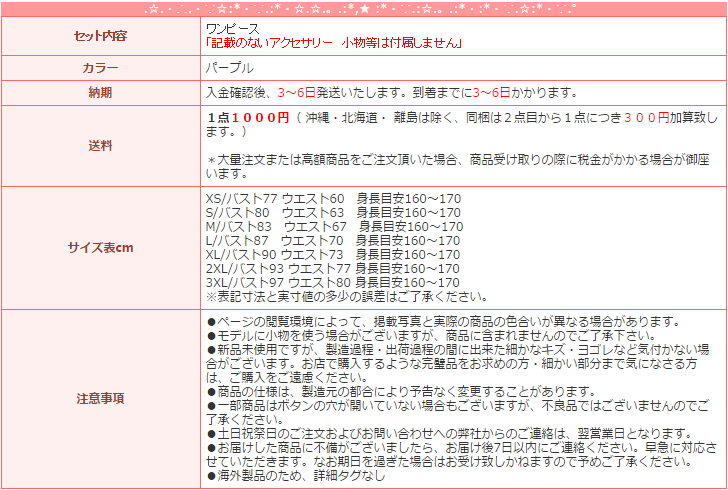 .☆.・.∴.・∵☆:*・∵.:*・☆.☆.。.:*,★ :*・∵.:☆.。.:*・:*・∵.☆:*・∵.°
セット内容
ワンピース
「記載のないアクセサリー 小物等は付属しません」
カラー
パープル
納期
入金確認後、3～6日発送いたします。到着までに3～6日かかります。
送料
１点１０００円（ 沖縄・北海道・ 離島は除く、同梱は２点目から１点につき３００円加算致し
ます。）
＊大量注文または高額商品をご注文頂いた場合、商品受け取りの際に税金がかかる場合が御座
います。
サイズ表cm
XS/バスト77 ウエスト60 身長目安160～170
S/バスト80 ウエスト63 身長目安160～170
M/バスト83 ウエスト67 身長目安160～170
L/バスト87 ウエスト70 身長目安160～170
XL/バスト90 ウエスト73 身長目安160～170
2XL/バスト93 ウエスト77 身長目安160～170
3XL/バスト97 ウエスト80 身長目安160～170
※表記寸法と実寸値の多少の誤差はご了承ください。
注意事項
●ページの閲覧環境によって、掲載写真と実際の商品の色合いが異なる場合があります。
●モデルに小物を使う場合がございますが、商品に含まれませんのでご了承下さい。
●新品未使用ですが、製造過程・出荷過程の間に出来た細かなキズ・ヨゴレなど気付かない場
合がございます。お店で購入するような完璧品をお求めの方・細かい部分まで気になさる方
は、ご購入をご遠慮ください。
●商品の仕様は、製造元の都合により予告なく変更することがあります。
●一部商品はボタンの穴が開いていない場合もございますが、不良品ではございませんのでご
了承ください。
●土日祝祭日のご注文およびお問い合わせへの弊社からのご連絡は、翌営業日となります。
●お届けした商品に不備がございましたら、お届け後7日以内にご連絡ください。早急に対応さ
せていただきます。なお期日を過ぎた場合はお受け致しかねますので予めご了承ください。
●海外製品のため、詳細タグなし